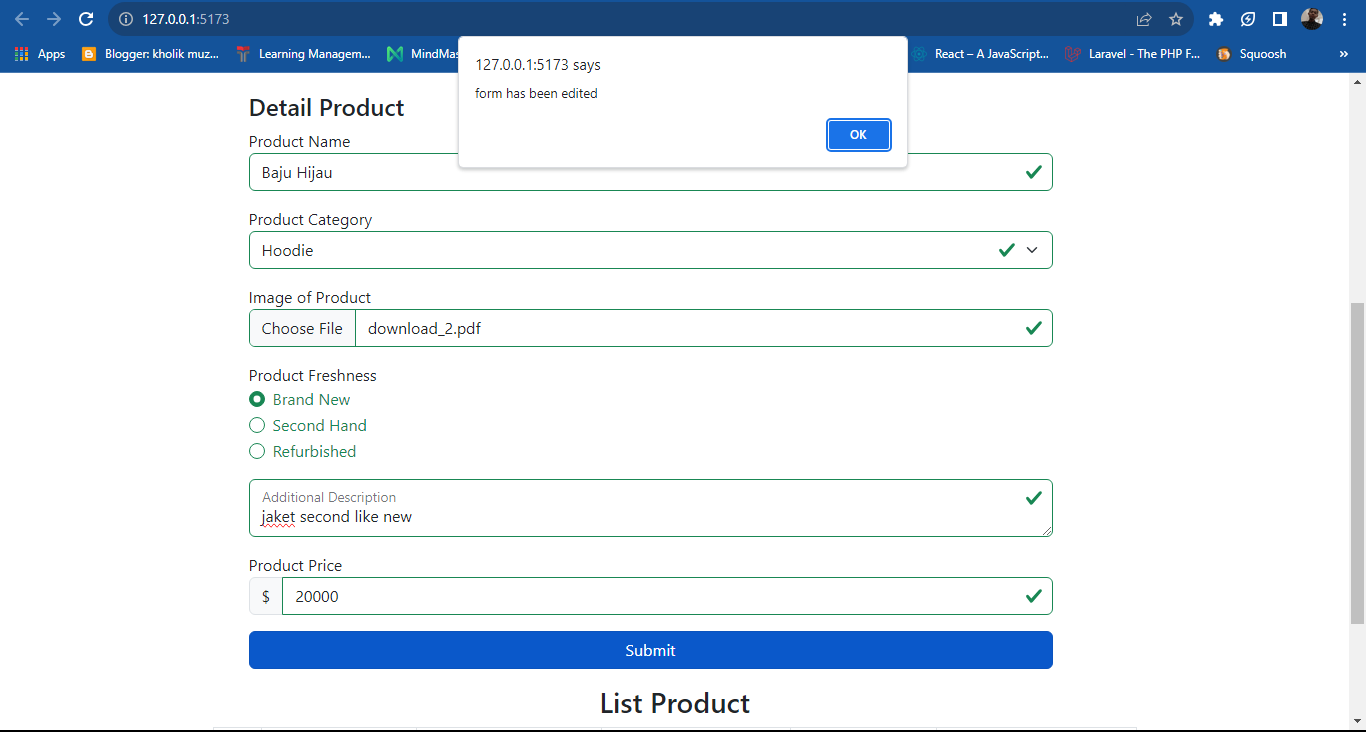 127.0.0.1:5173
Apps Blogger: kholik muz... Learning Managem... MindMas React – A JavaScript... Laravel - The PHP F... Squoosh »
127.0.0.1:5173 says
form has been edited
OK
Detail Product
Product Name
Baju Hijau
Product Category
Hoodie
Image of Product
Choose File download_2.pdf
Product Freshness
Brand New
Second Hand
Refurbished
Additional Description
jaket second like new
Product Price
$ 20000
Submit
List Product